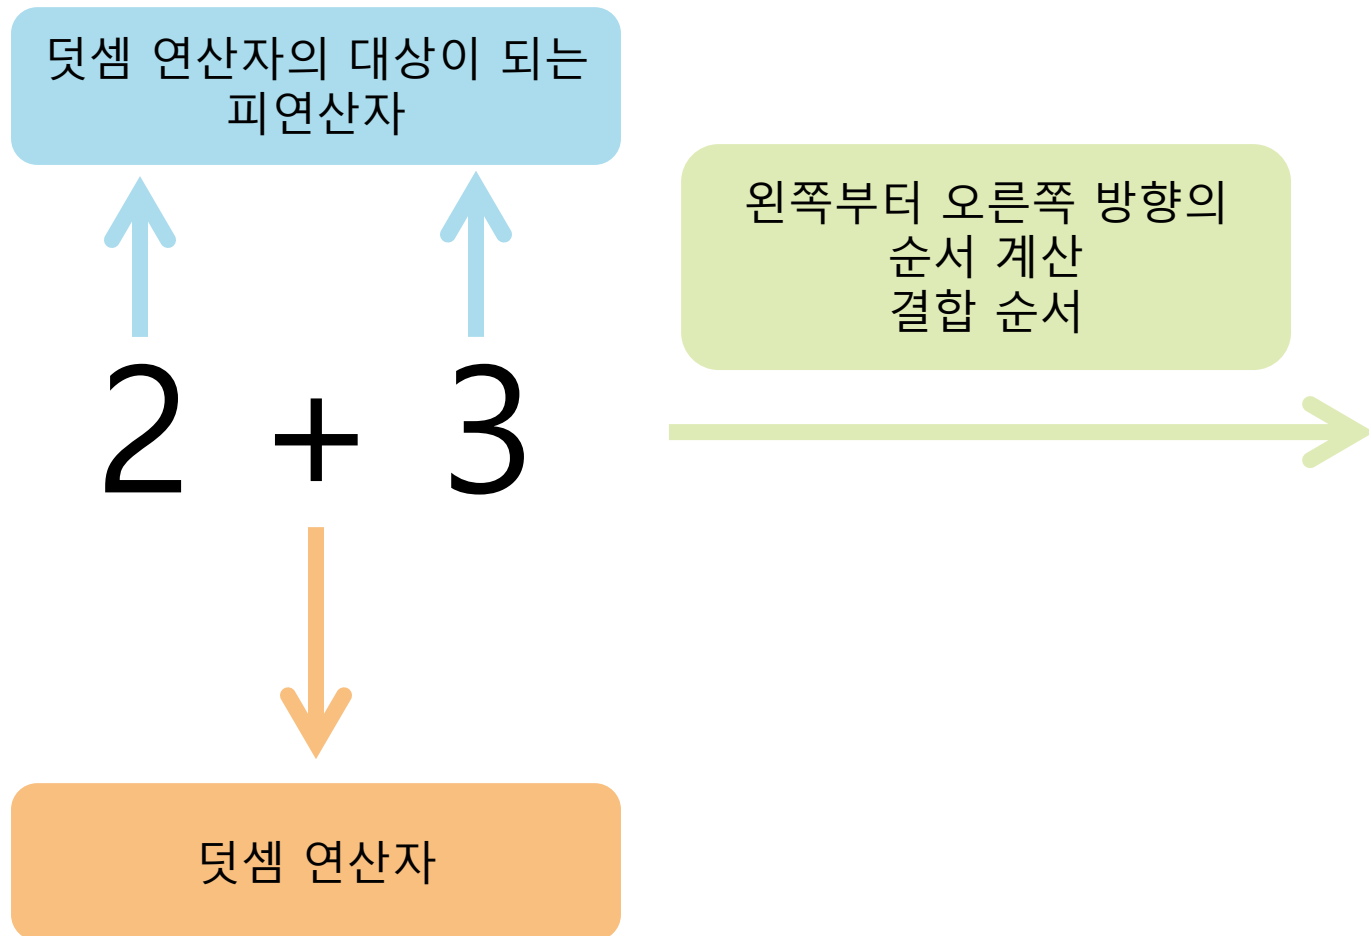 덧셈 연산자의 대상이 되는
피연산자
왼쪽부터 오른쪽 방향의
순서 계산
결합 순서
2 + 3
덧셈 연산자